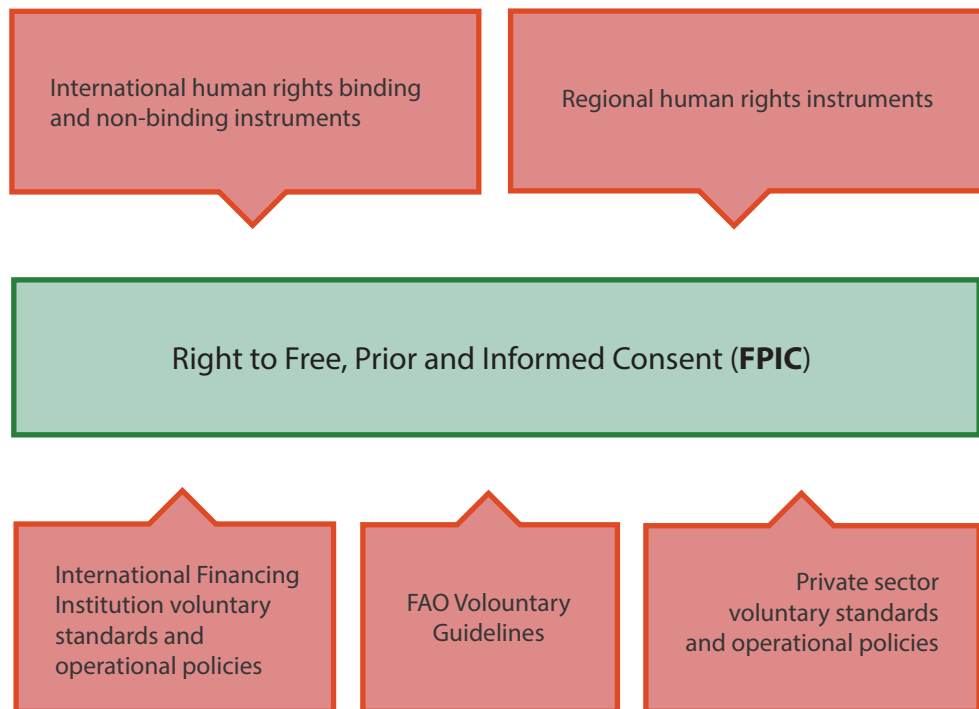 International human rights binding
and non-binding instruments
Regional human rights instruments
Right to Free, Prior and Informed Consent (FPIC)
International Financing
Institution voluntary
standards and
operational policies
FAO Volountary
Guidelines
Private sector
voluntary standards
and operational policies